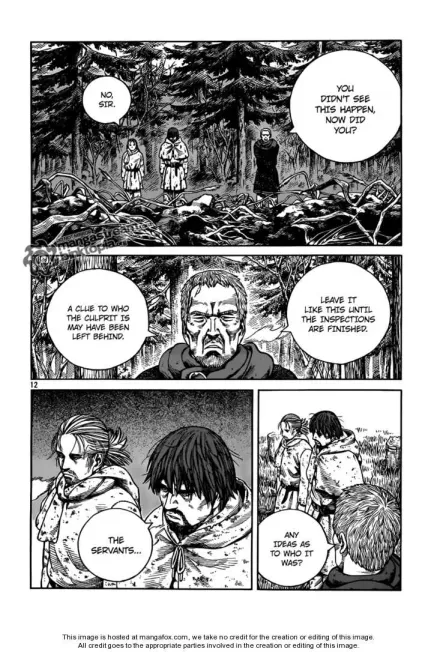 YOU
DIDN'T SEE
THIS HAPPEN,
NOW DID
YOU?
NO,
SIR.
LEAVE IT
LIKE THIS UNTIL
THE INSPECTIONS
ARE FINISHED.
A CLUE TO WHO
THE CULPRIT IS
MAY HAVE BEEN
LEFT BEHIND.
12
THE
SERVANTS...
ANY
IDEAS AS
TO WHO IT
WAS?
This image is hosted at mangafox.com, we take no credit for the creation or editing of this image.
All credit goes to the appropriate parties involved in the creation or editing of this image.